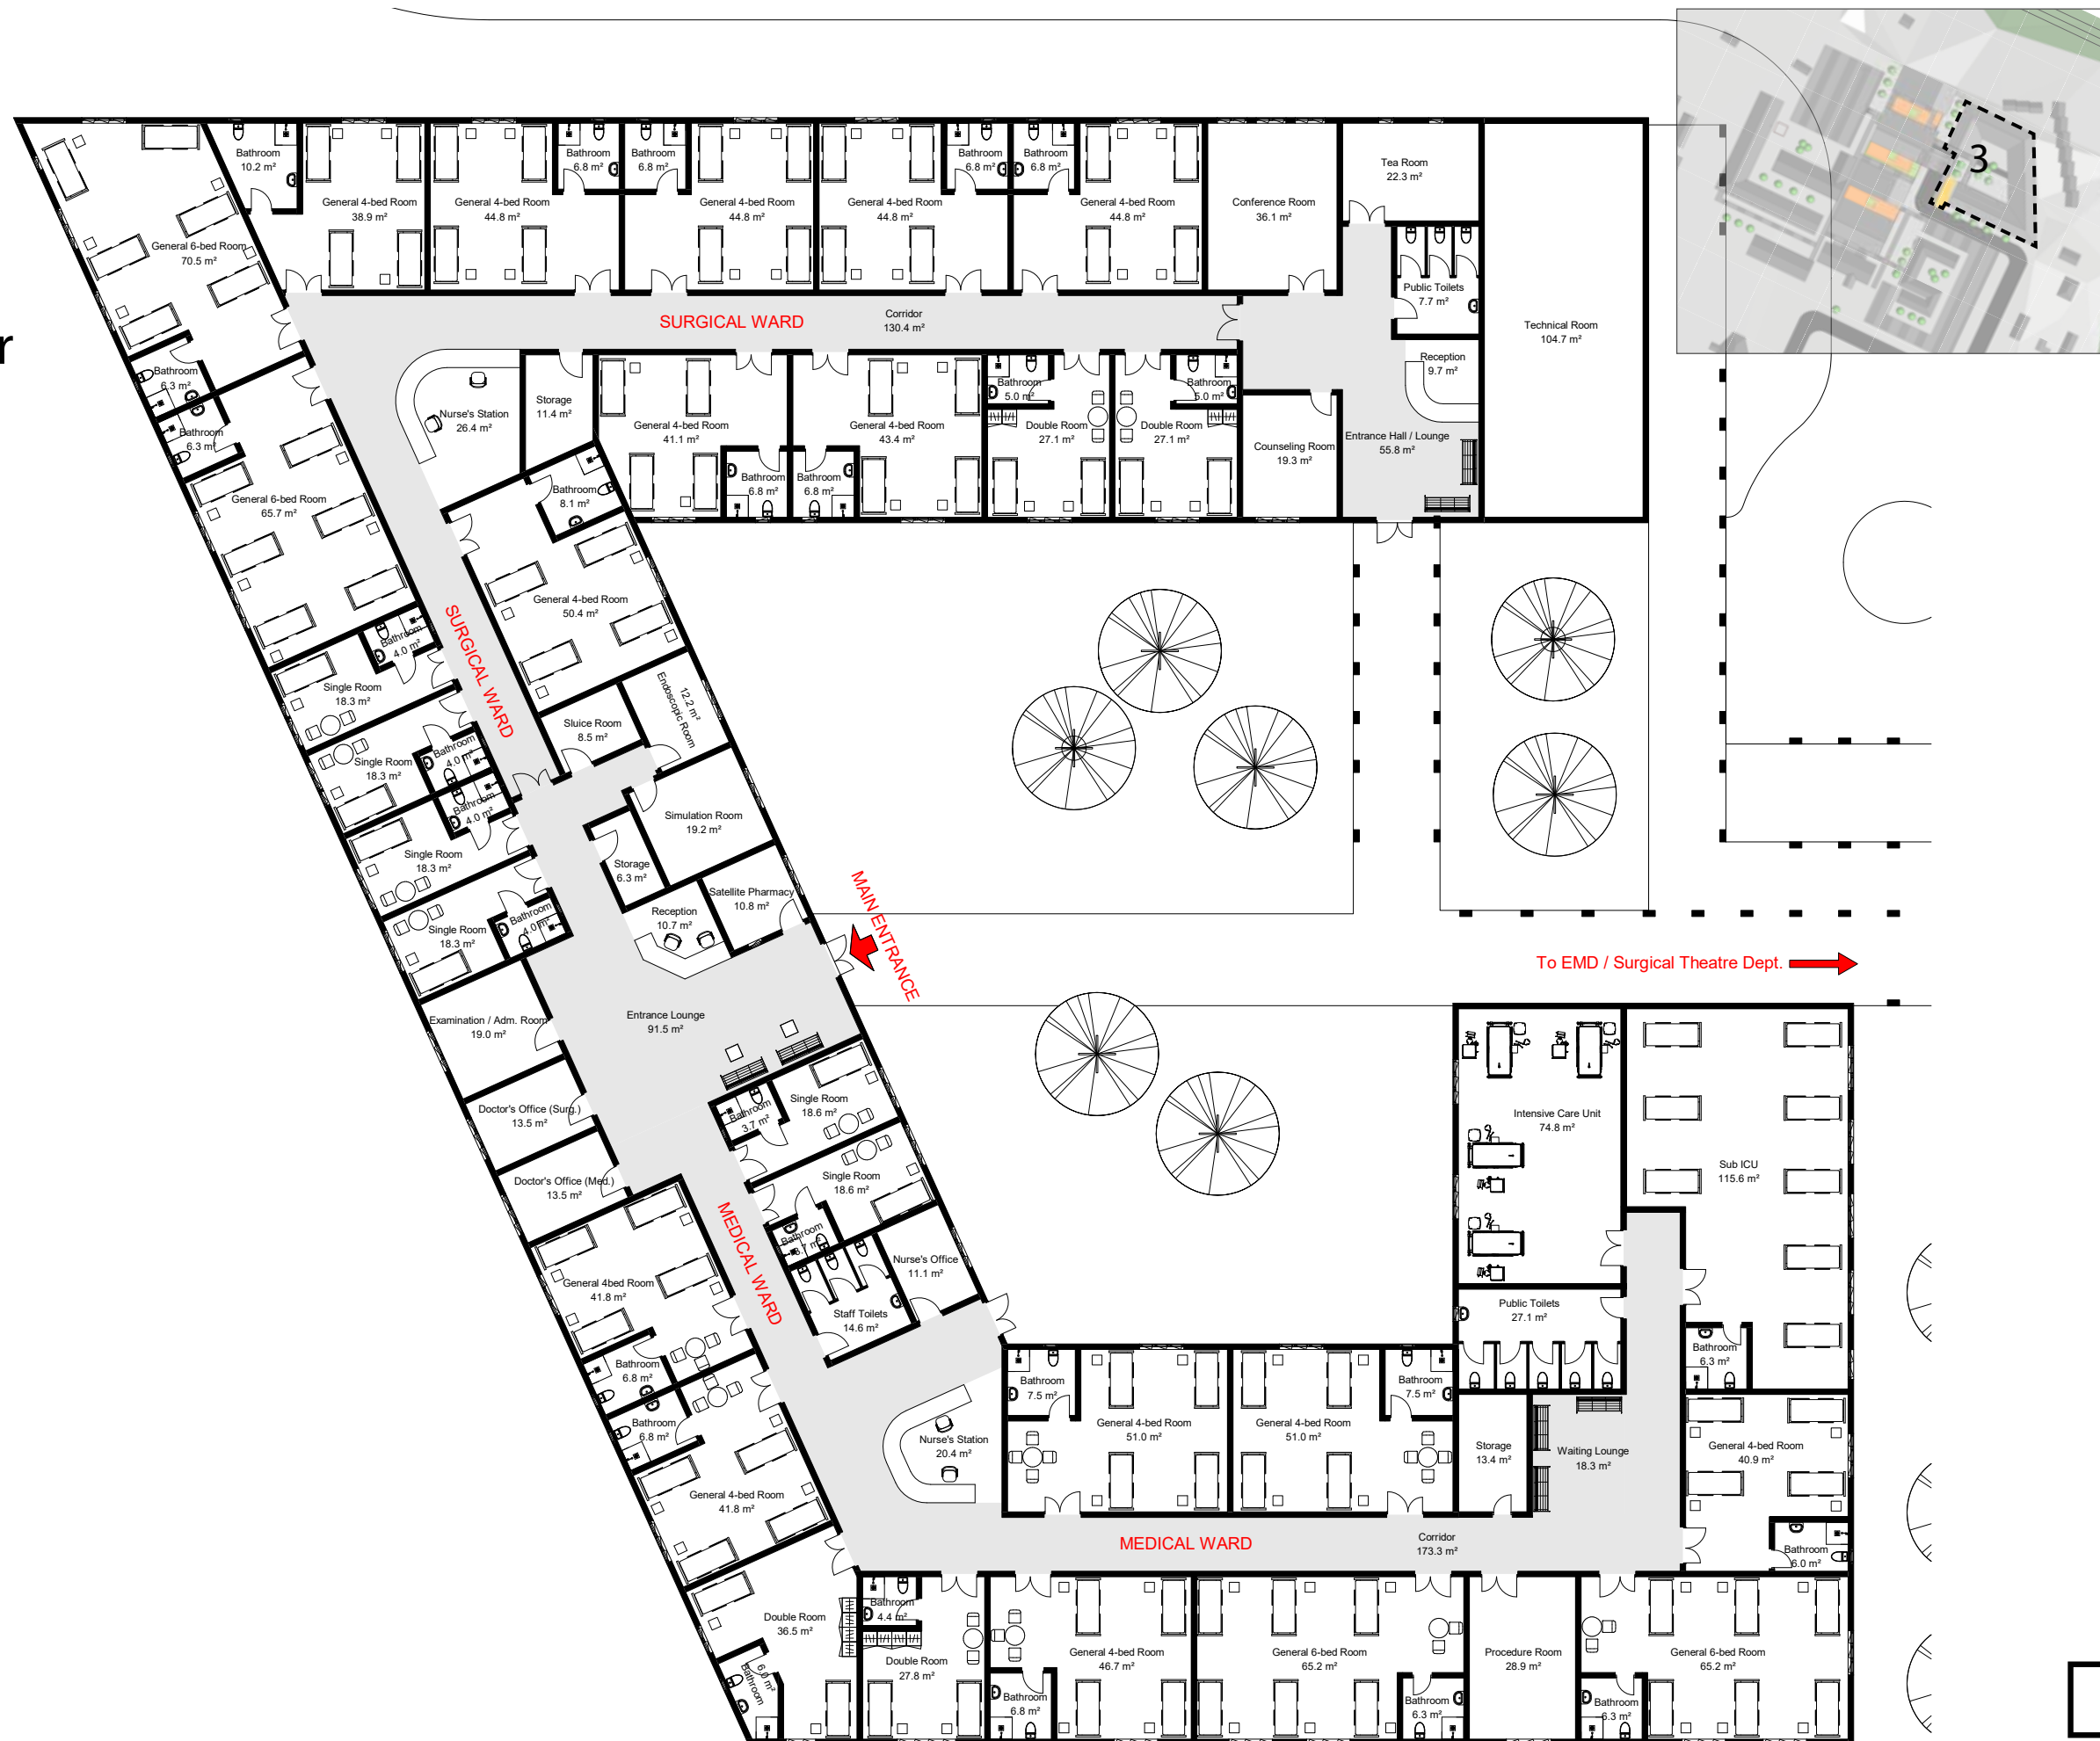 r
3
Bathroom
10.2 m²
General 4-bed Room
38.9 m²
General 4-bed Room
44.8 m²
Bathroom
6.8 m²
Bathroom
6.8 m²
General 4-bed Room
44.8 m²
General 4-bed Room
44.8 m²
Bathroom
6.8 m²
Bathroom
6.8 m²
General 4-bed Room
44.8 m²
Conference Room
36.1 m²
Tea Room
22.3 m²
Public Toilets
7.7 m²
Technical Room
104.7 m²
General 6-bed Room
70.5 m²
SURGICAL WARD
Corridor
130.4 m²
Reception
9.7 m²
Bathroom
6.3 m²
Bathroom
6.3 m²
Nurse's Station
26.4 m²
Storage
11.4 m²
General 4-bed Room
41.1 m²
Bathroom
6.8 m²
Bathroom
6.8 m²
General 4-bed Room
43.4 m²
Bathroom
5.0 m²
Double Room
27.1 m²
Bathroom
5.0 m²
Double Room
27.1 m²
Counseling Room
19.3 m²
Entrance Hall / Lounge
55.8 m²
General 6-bed Room
65.7 m²
Bathroom
8.1 m²
General 4-bed Room
50.4 m²
SURGICAL WARD
Bathroom
4.0 m²
Single Room
18.3 m²
Single Room
18.3 m²
Bathroom
4.0 m²
Bathroom
4.0 m²
Single Room
18.3 m²
Single Room
18.3 m²
Bathroom
4.0 m²
Sluice Room
8.5 m²
Endoscopic Room
12.2 m²
Simulation Room
19.2 m²
Storage
6.3 m²
Satellite Pharmacy
10.8 m²
Reception
10.7 m²
MAIN ENTRANCE
To EMD / Surgical Theatre Dept.
Examination / Adm. Room
19.0 m²
Entrance Lounge
91.5 m²
Doctor's Office (Surg.)
13.5 m²
Doctor's Office (Med.)
13.5 m²
Bathroom
3.7 m²
Single Room
18.6 m²
Single Room
18.6 m²
Bathroom
3.7 m²
MEDICAL WARD
Nurse's Office
11.1 m²
Staff Toilets
14.6 m²
General 4bed Room
41.8 m²
Bathroom
6.8 m²
Bathroom
6.8 m²
General 4-bed Room
41.8 m²
Nurse's Station
20.4 m²
Bathroom
7.5 m²
General 4-bed Room
51.0 m²
General 4-bed Room
51.0 m²
Bathroom
7.5 m²
Intensive Care Unit
74.8 m²
Sub ICU
115.6 m²
Public Toilets
27.1 m²
Bathroom
6.3 m²
Storage
13.4 m²
Waiting Lounge
18.3 m²
General 4-bed Room
40.9 m²
Bathroom
6.0 m²
MEDICAL WARD
Corridor
173.3 m²
Double Room
36.5 m²
Bathroom
6.0 m²
Bathroom
4.4 m²
Double Room
27.8 m²
General 4-bed Room
46.7 m²
Bathroom
6.8 m²
General 6-bed Room
65.2 m²
Bathroom
6.3 m²
Procedure Room
28.9 m²
General 6-bed Room
65.2 m²
Bathroom
6.3 m²